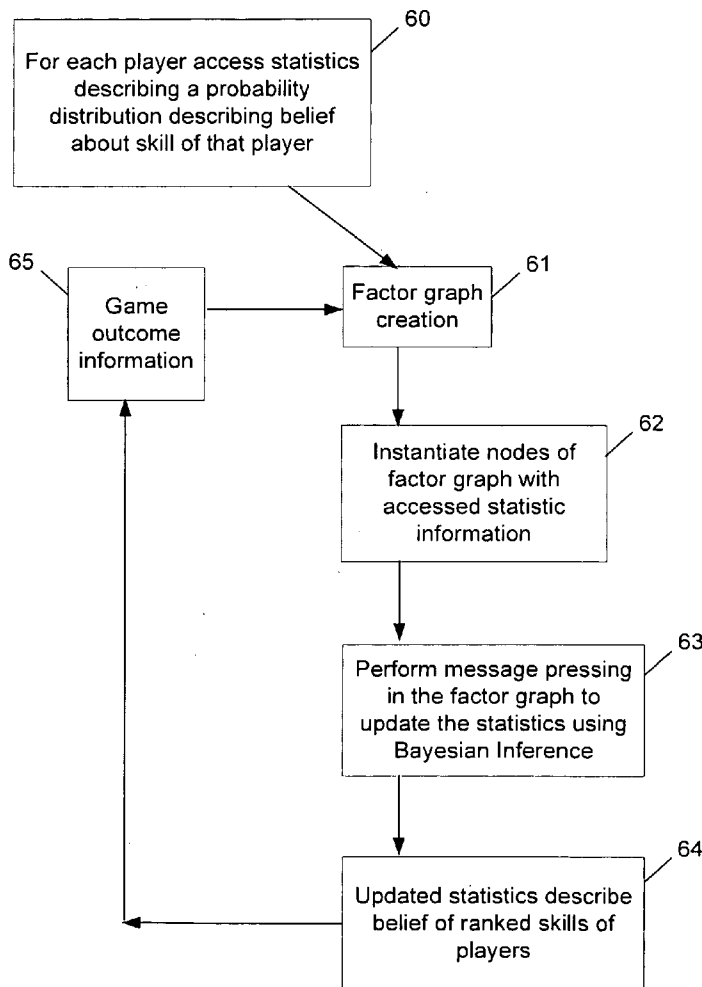 60
For each player access statistics
describing a probability
distribution describing belief
about skill of that player
65
Game
outcome
information
61
Factor graph
creation
62
Instantiate nodes of
factor graph with
accessed statistic
information
63
Perform message pressing
in the factor graph to
update the statistics using
Bayesian Inference
64
Updated statistics describe
belief of ranked skills of
players